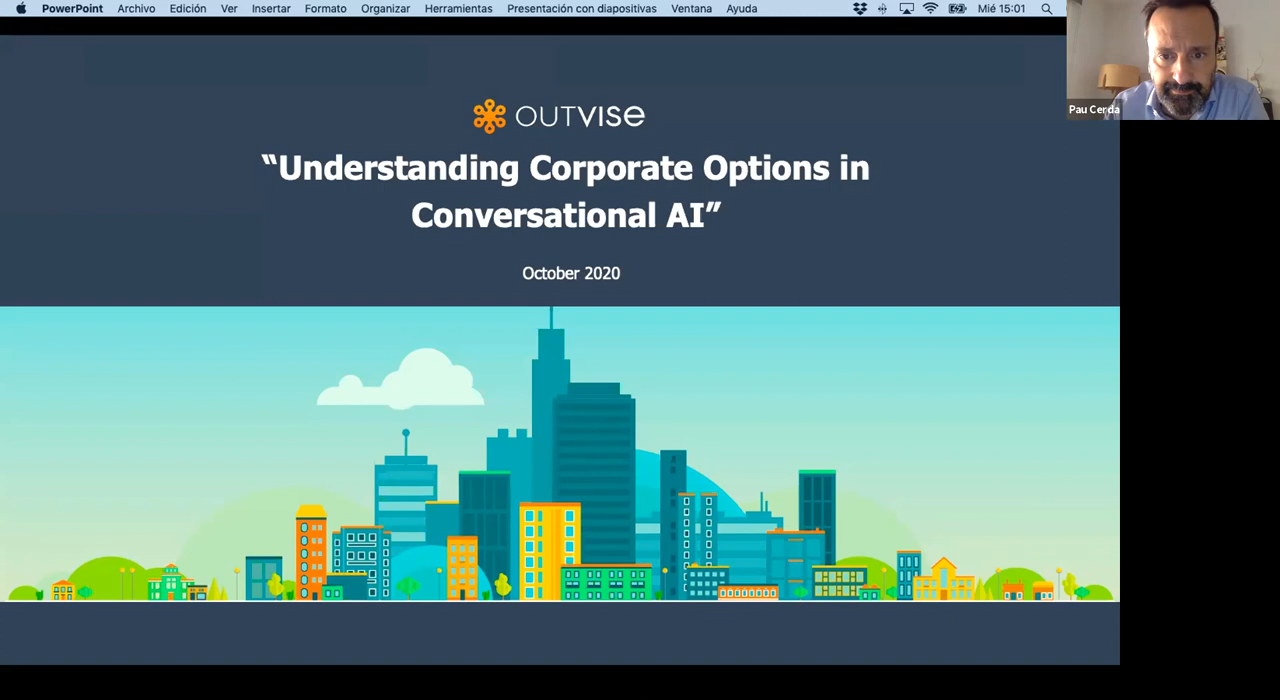 PowerPoint Archivo Edición Ver Insertar Formato Organizar Herramientas Presentación con diapositivas Ventana Ayuda Mié 15:01
Pau Cerda
OUTVISE
“Understanding Corporate Options in
Conversational AI”
October 2020